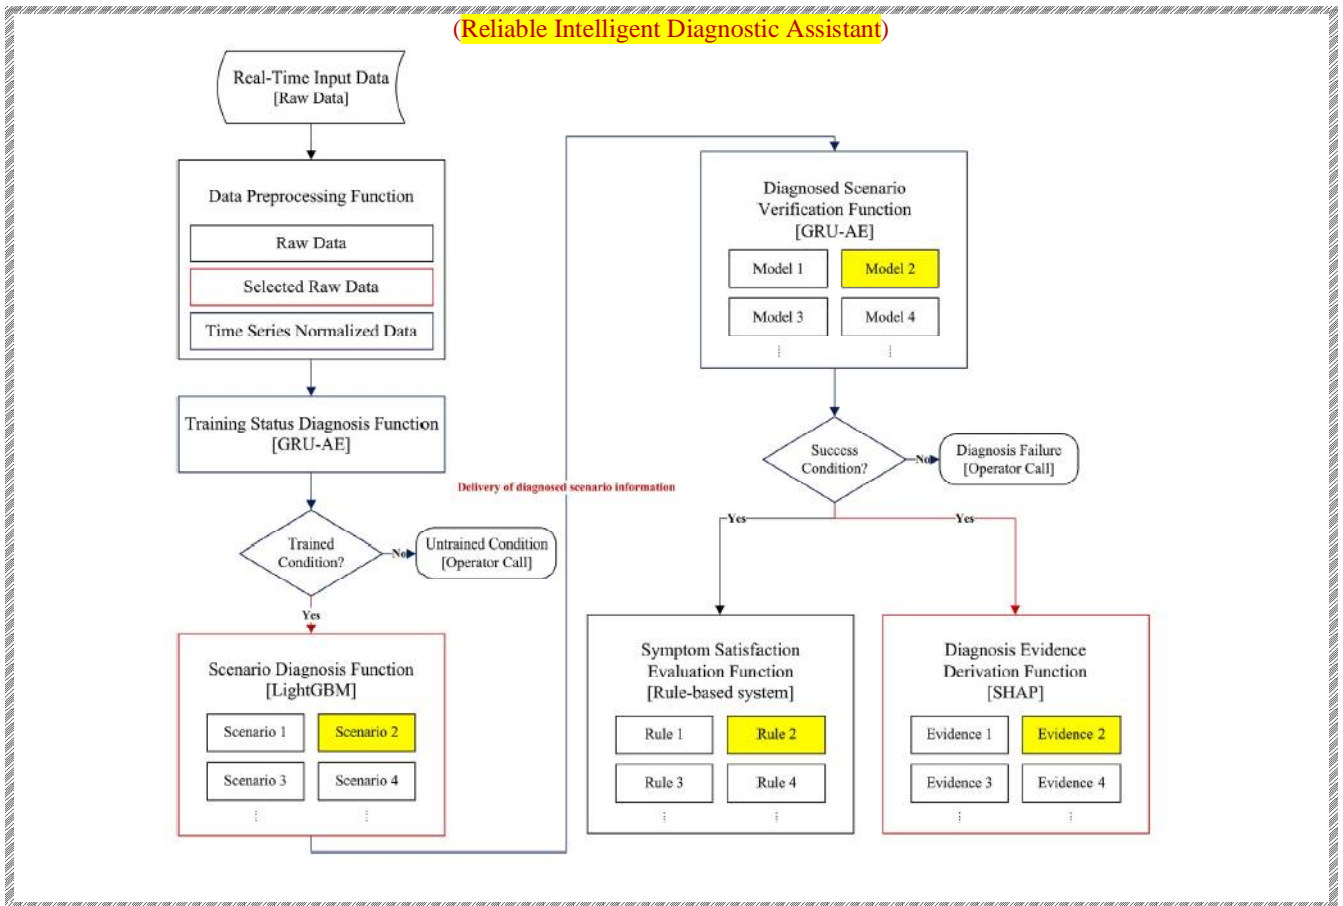 (Reliable Intelligent Diagnostic Assistant)
Real-Time Input Data
[Raw Data]
Data Preprocessing Function
Raw Data
Selected Raw Data
Time Series Normalized Data
Training Status Diagnosis Function
[GRU-AE]
Trained
Condition?
No
Untrained Condition
[Operator Call]
Yes
Scenario Diagnosis Function
[LightGBM]
Scenario 1
Scenario 2
Scenario 3
Scenario 4
Delivery of diagnosed scenario information
Diagnosed Scenario
Verification Function
[GRU-AE]
Model 1
Model 2
Model 3
Model 4
Success
Condition?
No
Diagnosis Failure
[Operator Call]
Yes
Yes
Symptom Satisfaction
Evaluation Function
[Rule-based system]
Rule 1
Rule 2
Rule 3
Rule 4
Diagnosis Evidence
Derivation Function
[SHAP]
Evidence 1
Evidence 2
Evidence 3
Evidence 4